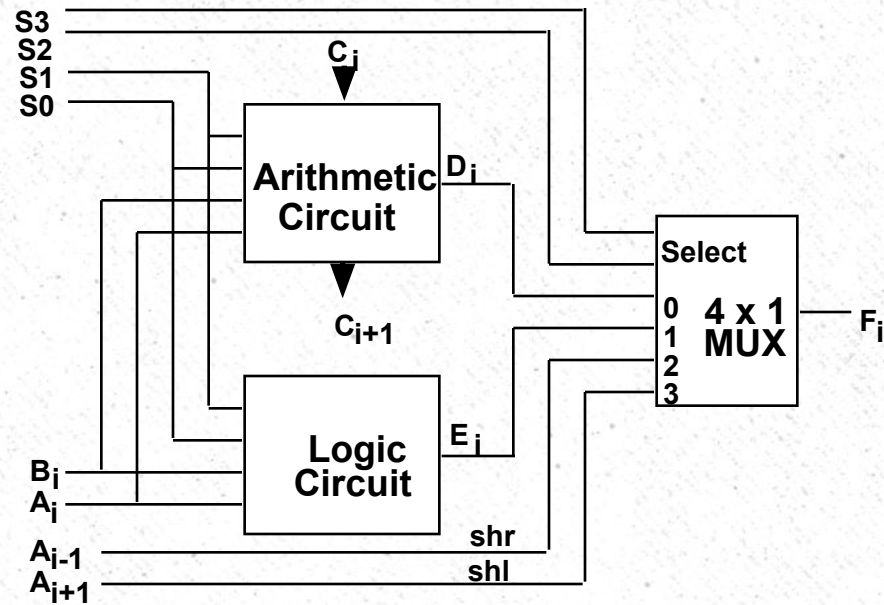 S3
S2
S1
S0
Ci
Arithmetic
Circuit
Di
Ci+1
Select
0
1
2
3
4 x 1
MUX
Fi
Logic
Circuit
Ei
Bi
Ai
Ai-1
shr
Ai+1
shl